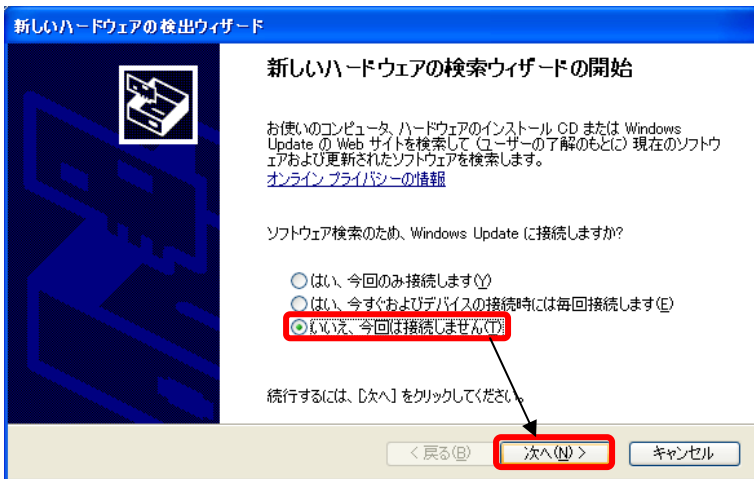 新しいハードウェアの検出ウィザード
新しいハードウェアの検索ウィザードの開始
お使いのコンピュータ、ハードウェアのインストール CD または Windows
Update の Web サイトを検索して (ユーザーの了解のもとに) 現在のソフトウ
ェアおよび更新されたソフトウェアを検索します。
オンライン プライバシーの情報
ソフトウェア検索のため、Windows Update に接続しますか?
はい、今回のみ接続します(Y)
はい、今すぐおよびデバイスの接続時には毎回接続します(E)
いいえ、今回は接続しません(T)
続行するには、[次へ] をクリックしてください。
< 戻る(B) 次へ(N) > キャンセル